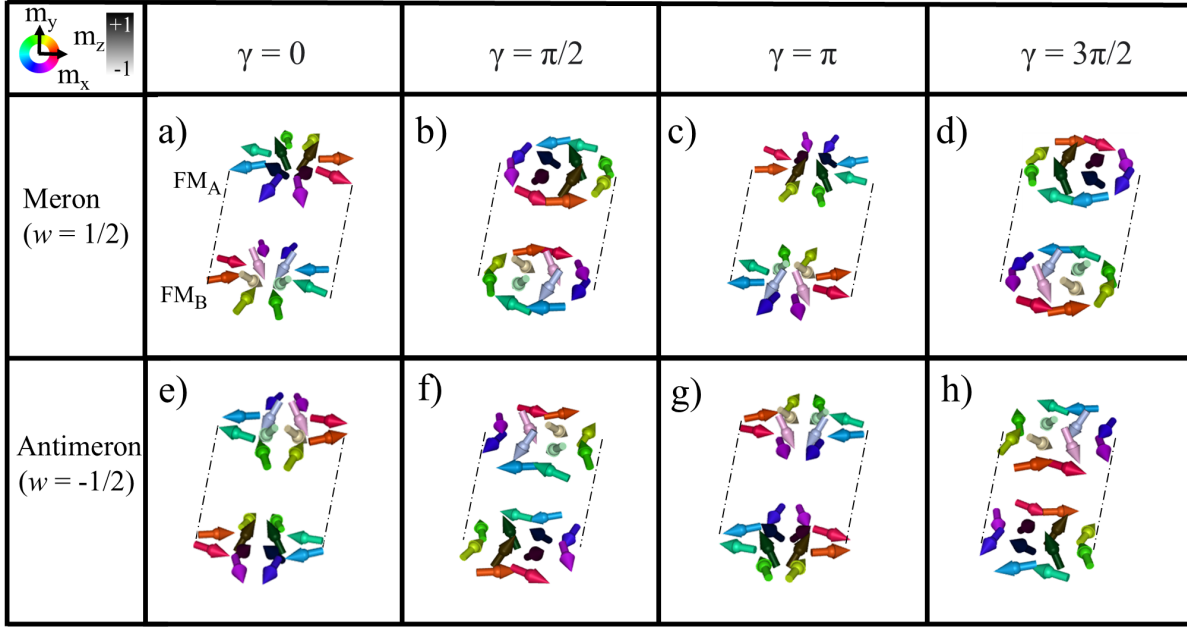 m_y
+1
m_z
-1
m_x
γ = 0
γ = π/2
γ = π
γ = 3π/2
Meron
(w = 1/2)
a)
FM_A
FM_B
b)
c)
d)
Antimeron
(w = -1/2)
e)
f)
g)
h)